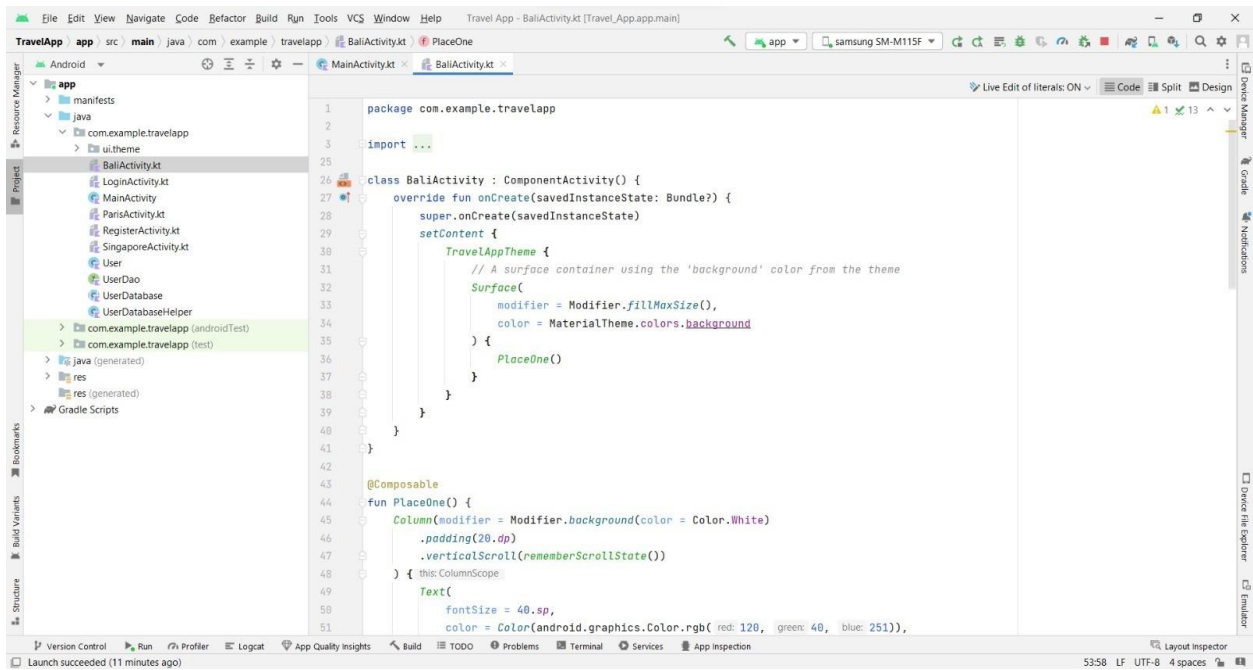 File Edit View Navigate Code Refactor Build Run Tools VCS Window Help Travel App - BaliActivity.kt [Travel_App.app.main]
TravelApp app src main java com example travelapp BaliActivity.kt PlaceOne app samsung SM-M115F
Android MainActivity.kt BaliActivity.kt
Live Edit of literals: ON Code Split Design
Resource Manager
Project
Bookmarks
Build Variants
Structure
app
manifests
java
com.example.travelapp
ui.theme
BaliActivity.kt
LoginActivity.kt
MainActivity
ParisActivity.kt
RegisterActivity.kt
SingaporeActivity.kt
User
UserDao
UserDatabase
UserDatabaseHelper
com.example.travelapp (androidTest)
com.example.travelapp (test)
java (generated)
res
res (generated)
Gradle Scripts
1 package com.example.travelapp
2
3 import ...
25
26 class BaliActivity : ComponentActivity() {
27 override fun onCreate(savedInstanceState: Bundle?) {
28 super.onCreate(savedInstanceState)
29 setContent {
30 TravelAppTheme {
31 // A surface container using the 'background' color from the theme
32 Surface(
33 modifier = Modifier.fillMaxSize(),
34 color = MaterialTheme.colors.background
35 ) {
36 PlaceOne()
37 }
38 }
39 }
40 }
41 }
42
43 @Composable
44 fun PlaceOne() {
45 Column(modifier = Modifier.background(color = Color.White)
46 .padding(20.dp)
47 .verticalScroll(rememberScrollState())
48 ) { this: ColumnScope
49 Text(
50 fontSize = 40.sp,
51 color = Color(android.graphics.Color.rgb( red: 120, green: 40, blue: 251)),
1 13
Device Manager
Gradle
Notifications
Device File Explorer
Emulator
Version Control Run Profiler Logcat App Quality Insights Build TODO Problems Terminal Services App Inspection Layout Inspector
Launch succeeded (11 minutes ago) 53:58 LF UTF-8 4 spaces